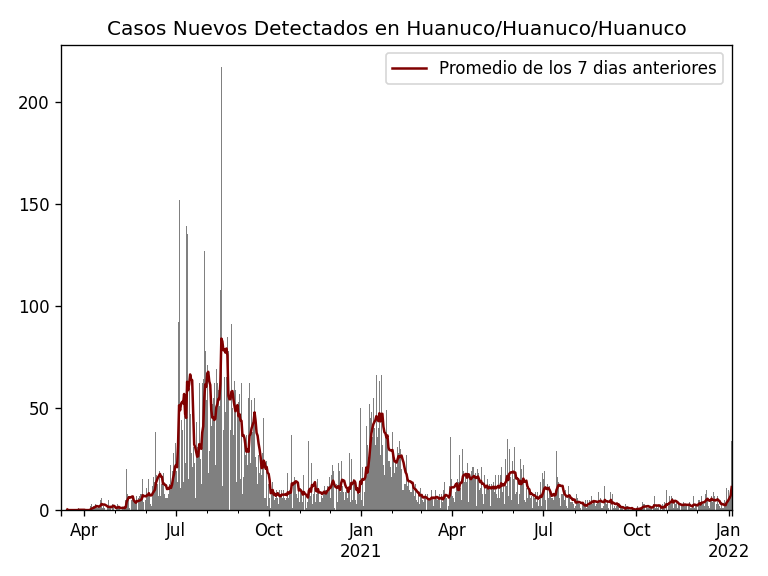 Casos Nuevos Detectados en Huanuco/Huanuco/Huanuco
Promedio de los 7 dias anteriores
200
150
100
50
0
Apr Jul Oct Jan Apr Jul Oct Jan
2021 2022